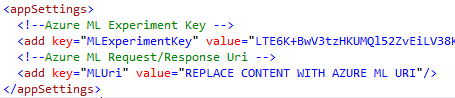 <appSettings>
<!--Azure ML Experiment Key -->
<add key="MLExperimentKey" value="LTE6K+BwV3tzHKUMQl52ZvEiLV38K
<!--Azure ML Request/Response Uri -->
<add key="MLUri" value="REPLACE CONTENT WITH AZURE ML URI"/>
</appSettings>